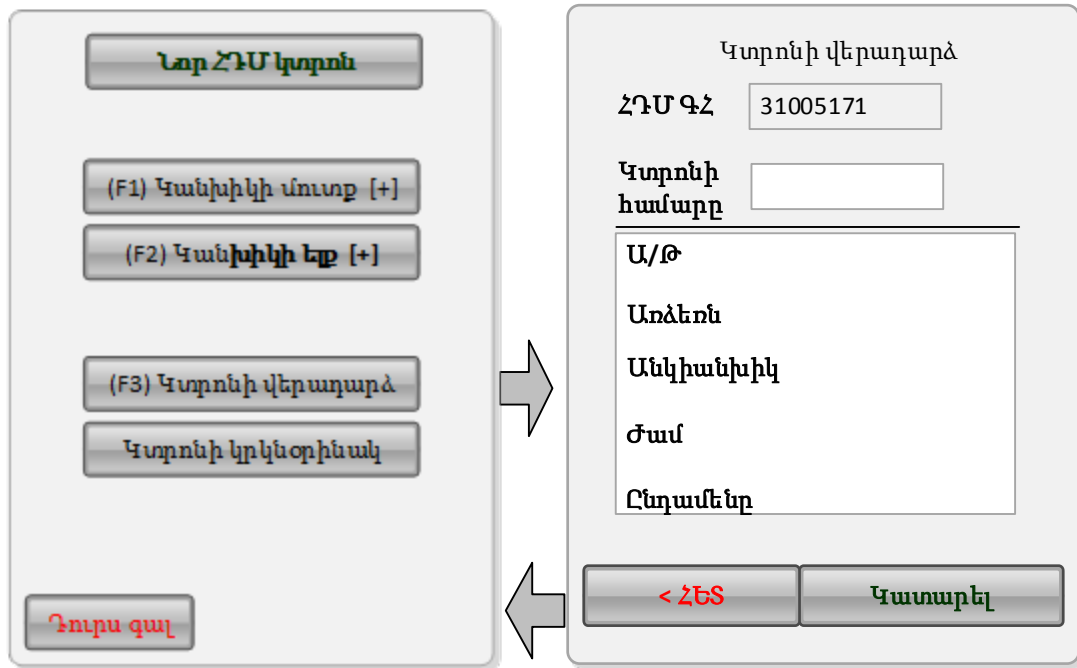 Նոր ՀԴՄ կտրոն
(F1) Կանխիկի մուտք [+]
(F2) Կանխիկի ելք [+]
(F3) Կտրոնի վերադարձ
Կտրոնի կրկնօրինակ
Դուրս գալ
Կտրոնի վերադարձ
ՀԴՄ ԳՀ 31005171
Կտրոնի
համարը
Ա/Թ
Առձեռն
Անկիանխիկ
Ժամ
Ընդամենը
< ՀԵՏ
Կատարել